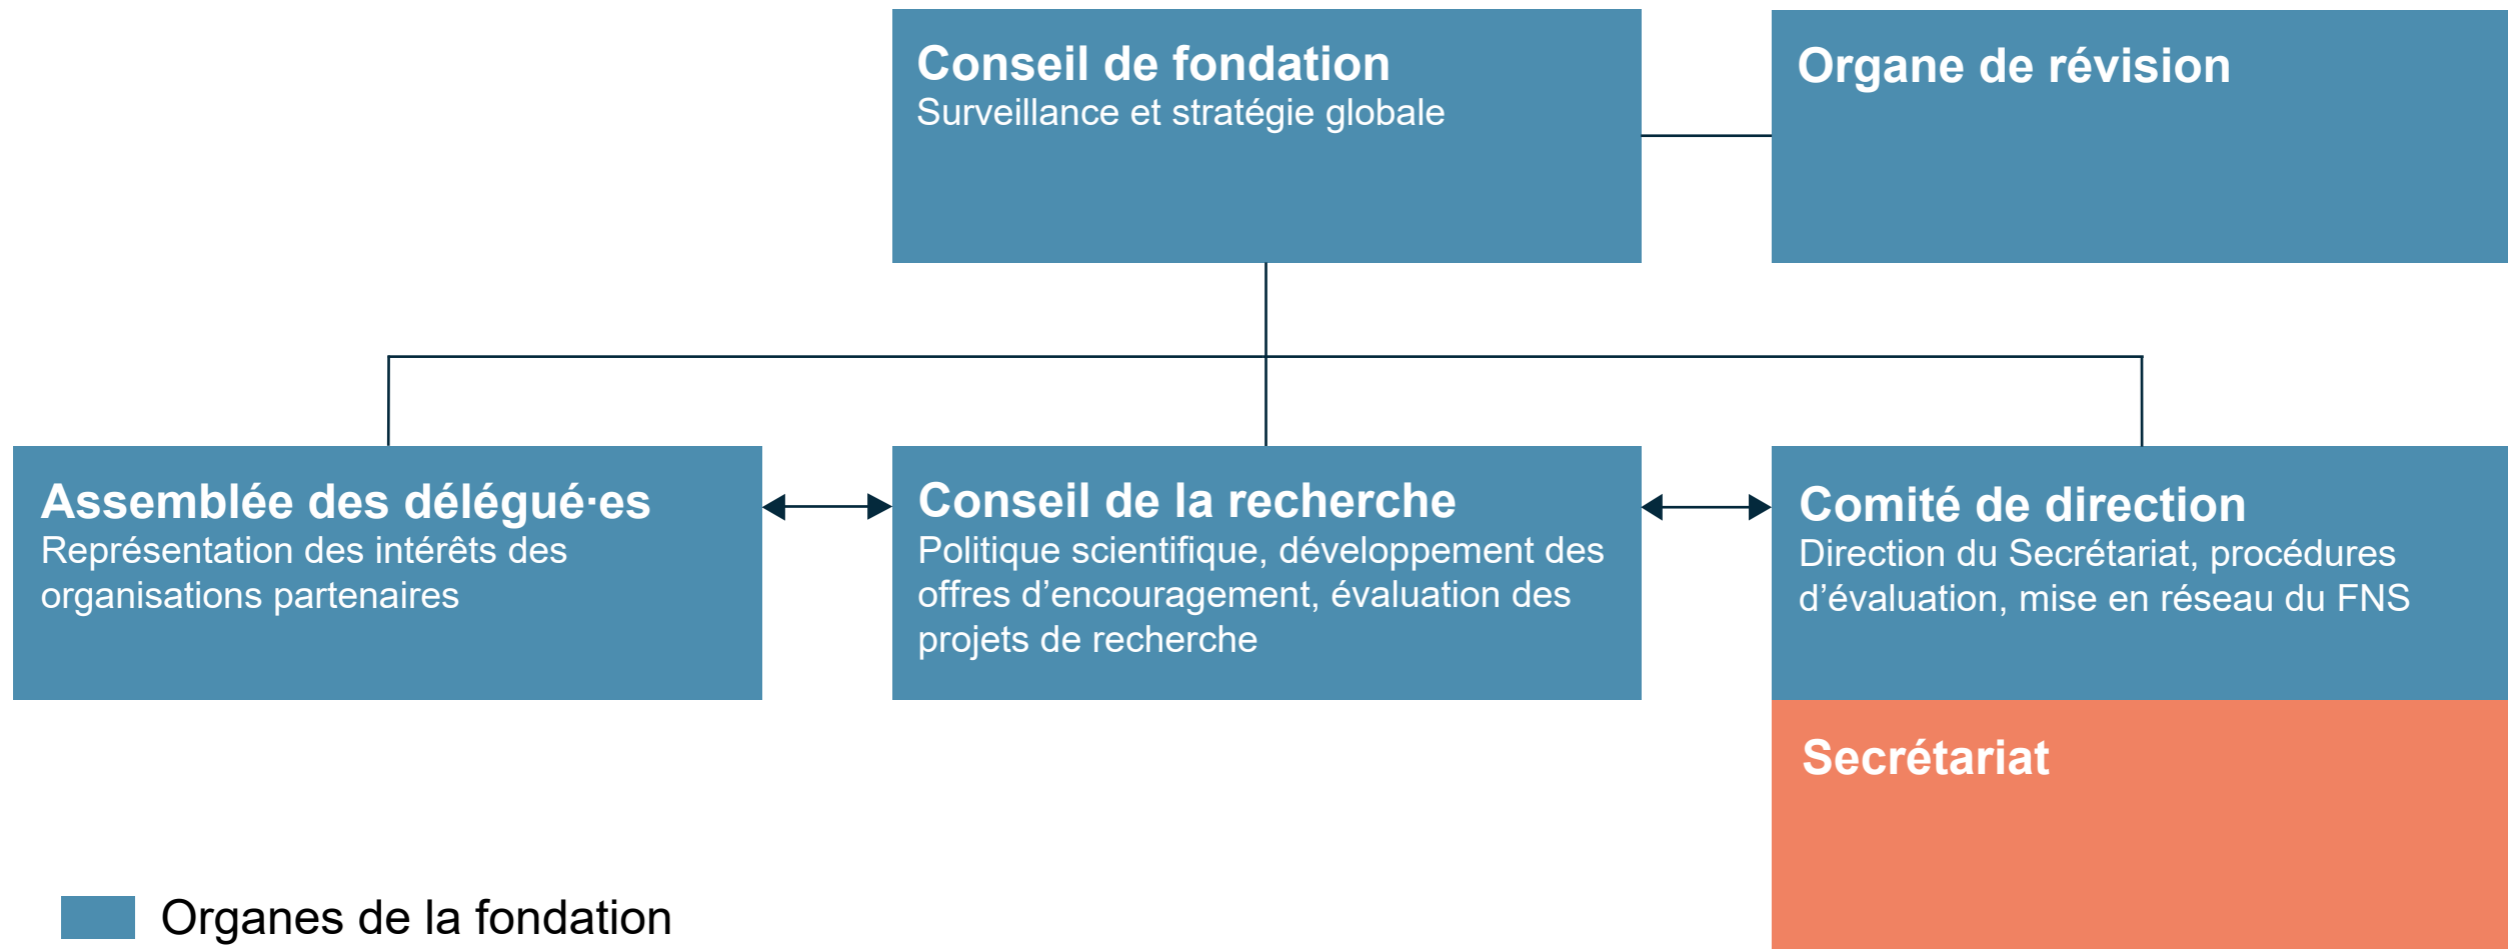 Conseil de fondation
Surveillance et stratégie globale
Organe de révision
Assemblée des délégué·es
Représentation des intérêts des
organisations partenaires
Conseil de la recherche
Politique scientifique, développement des
offres d’encouragement, évaluation des
projets de recherche
Comité de direction
Direction du Secrétariat, procédures
d’évaluation, mise en réseau du FNS
Secrétariat
Organes de la fondation